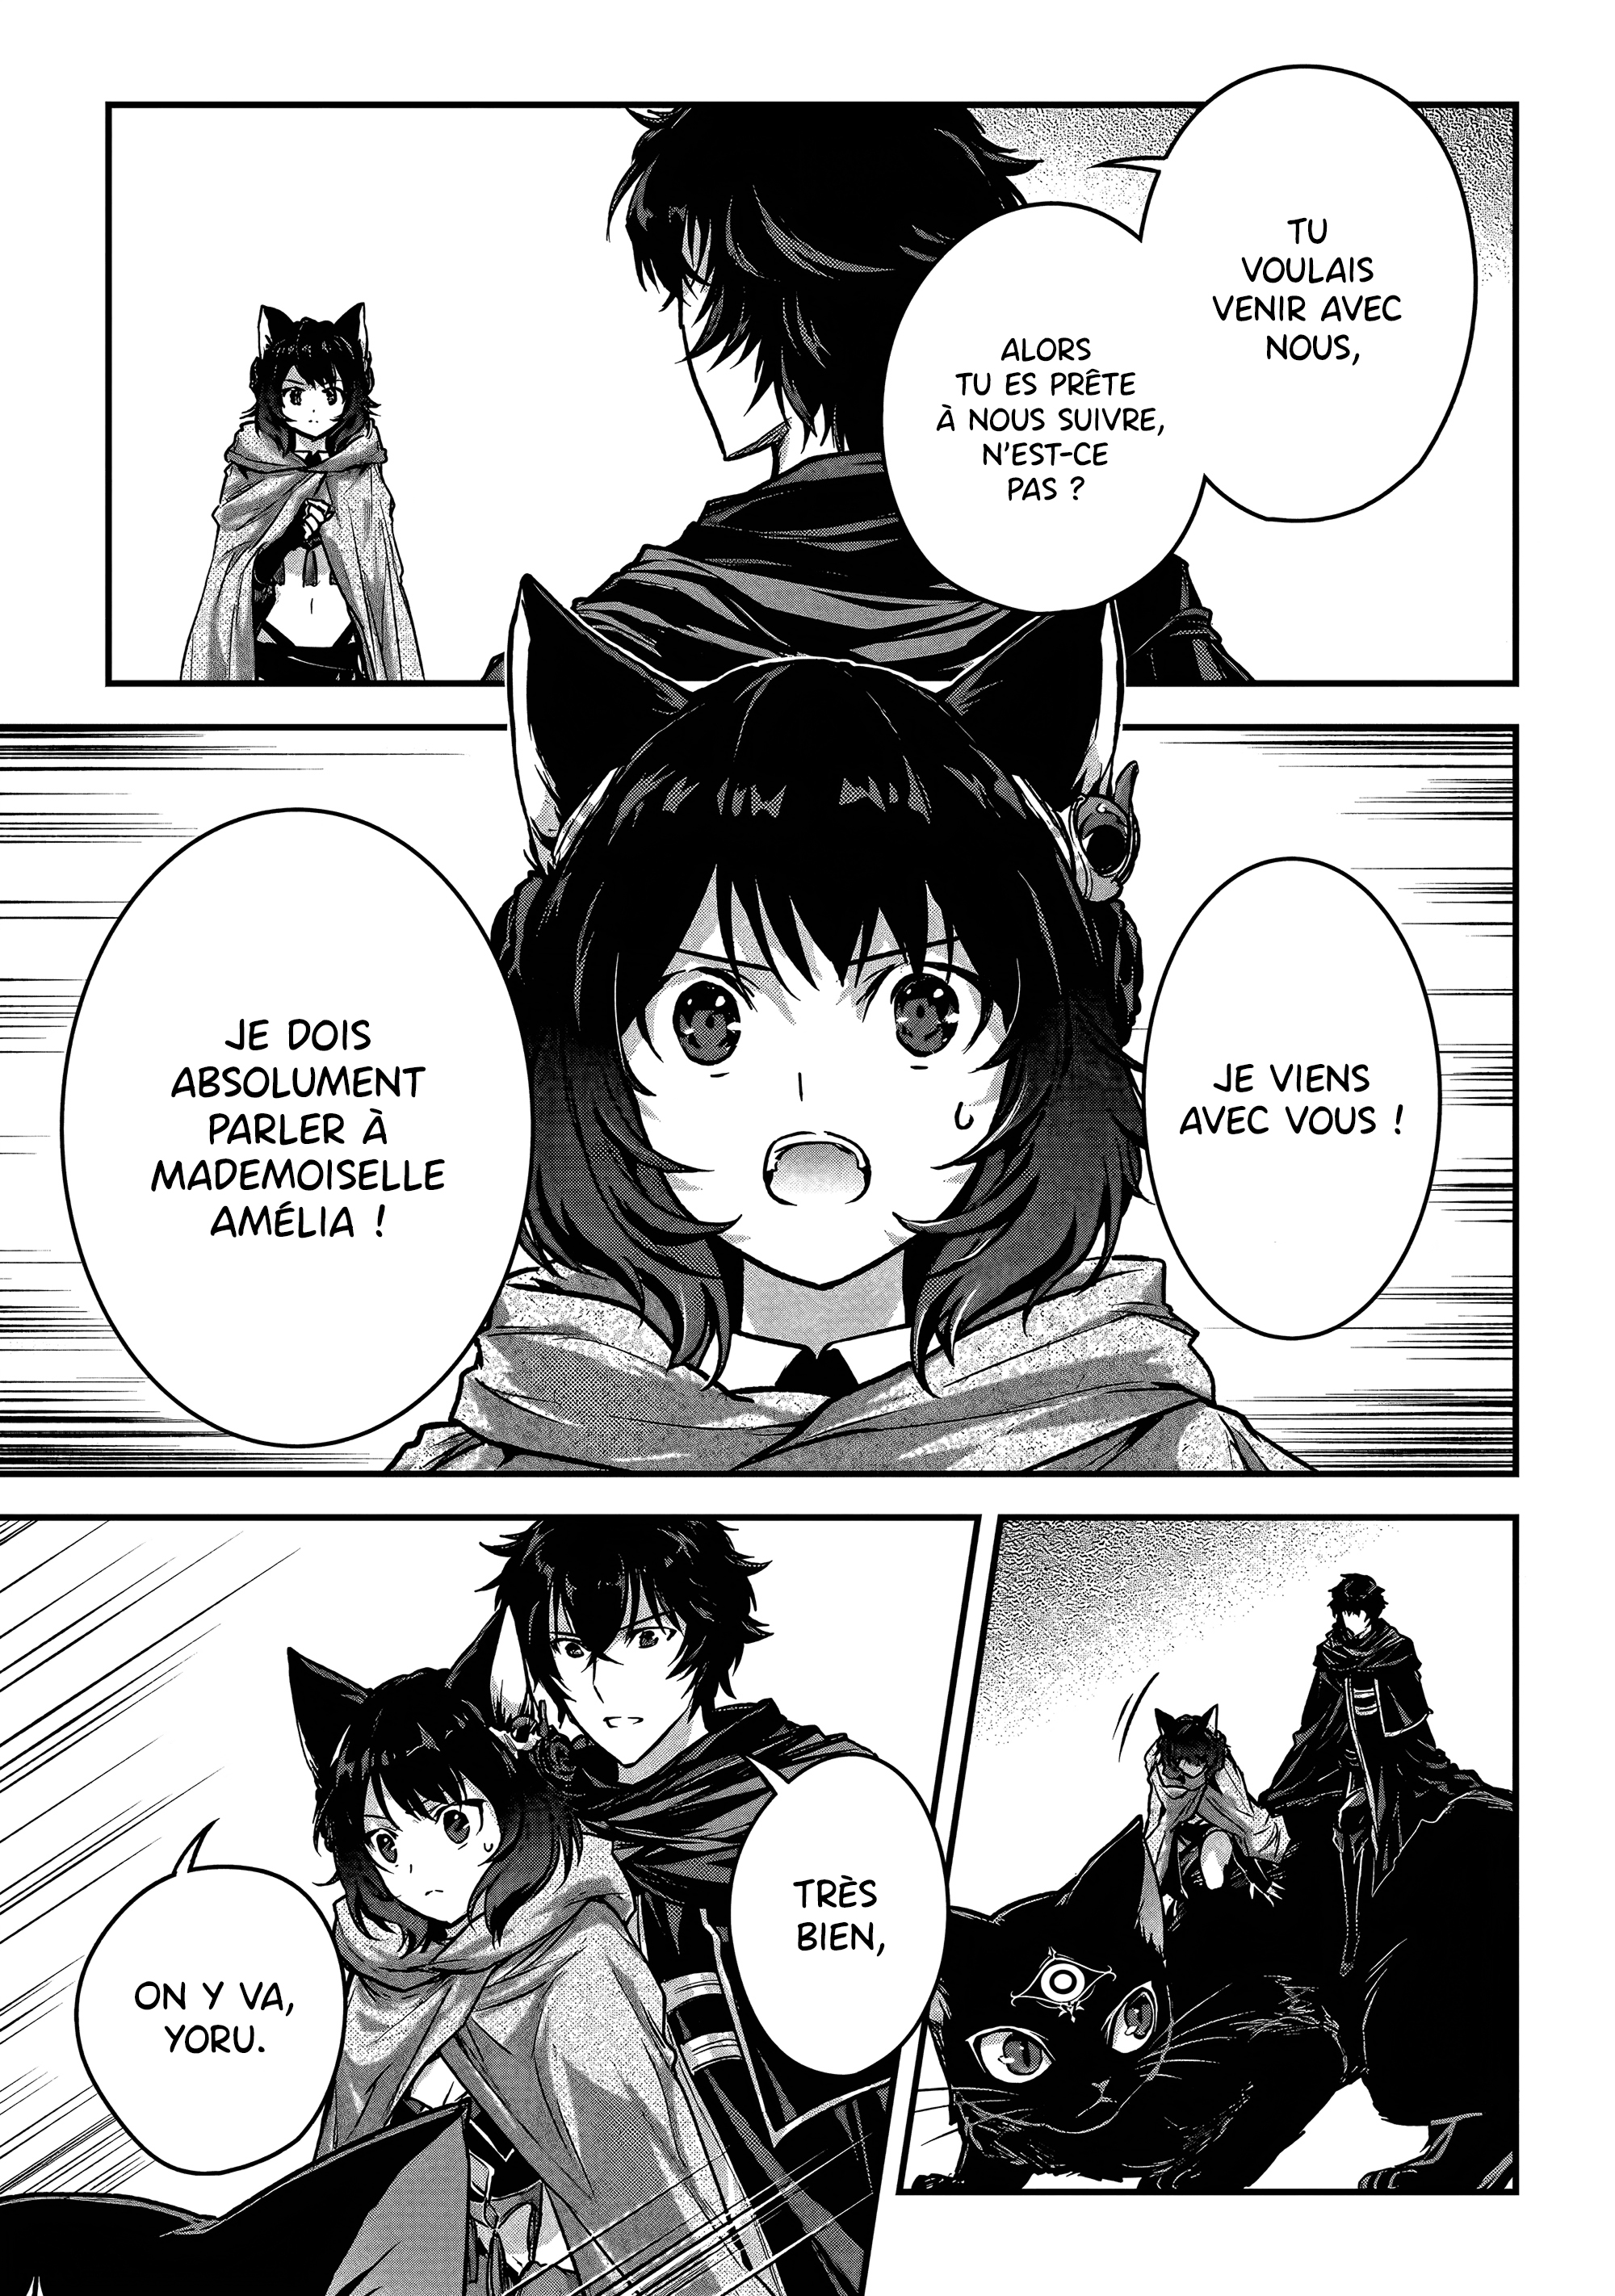 TU
VOULAIS
VENIR AVEC
NOUS,
ALORS
TU ES PRÊTE
À NOUS SUIVRE,
N'EST-CE
PAS ?
JE VIENS
AVEC VOUS !
JE DOIS
ABSOLUMENT
PARLER À
MADEMOISELLE
AMÉLIA !
TRÈS
BIEN,
ON Y VA,
YORU.